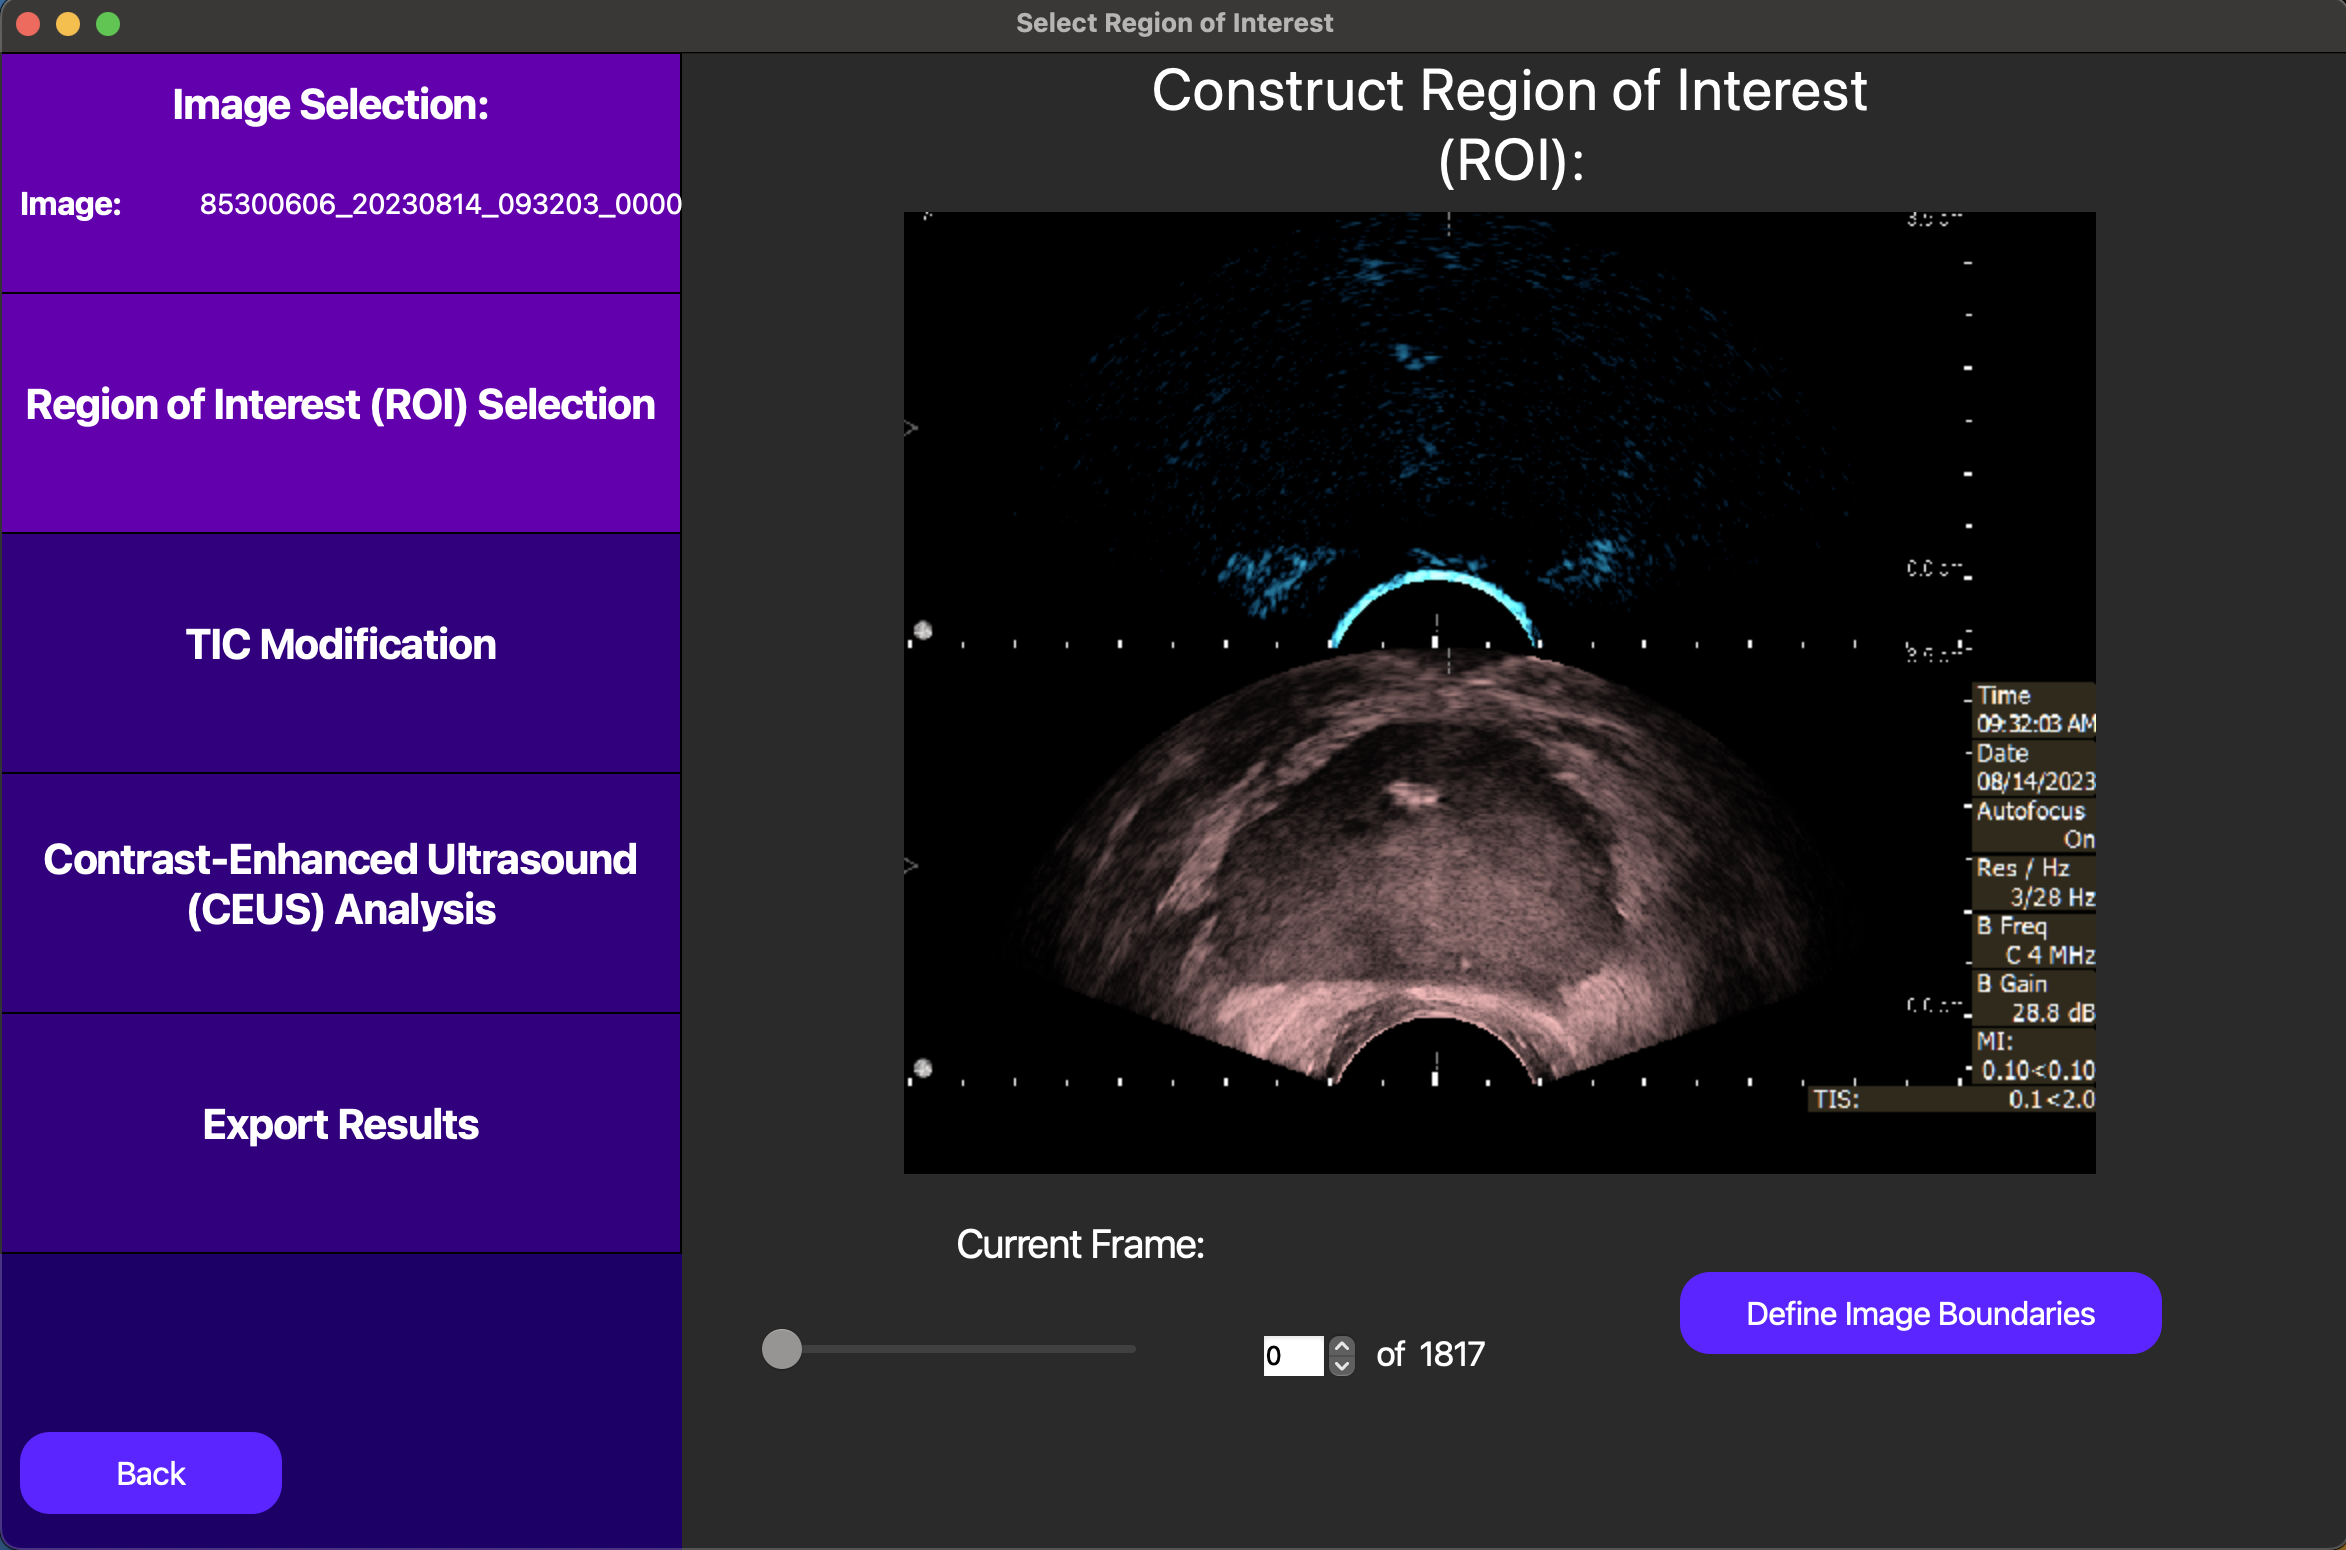 Select Region of Interest
Image Selection:
Image: 85300606_20230814_093203_0000
Region of Interest (ROI) Selection
TIC Modification
Contrast-Enhanced Ultrasound
(CEUS) Analysis
Export Results
Back
Construct Region of Interest
(ROI):
Time
09:32:03 AM
Date
08/14/2023
Autofocus
On
Res / Hz
3/28 Hz
B Freq
C 4 MHz
B Gain
28.8 dB
MI:
0.10<0.10
TIS: 0.1<2.0
Current Frame:
0 of 1817
Define Image Boundaries